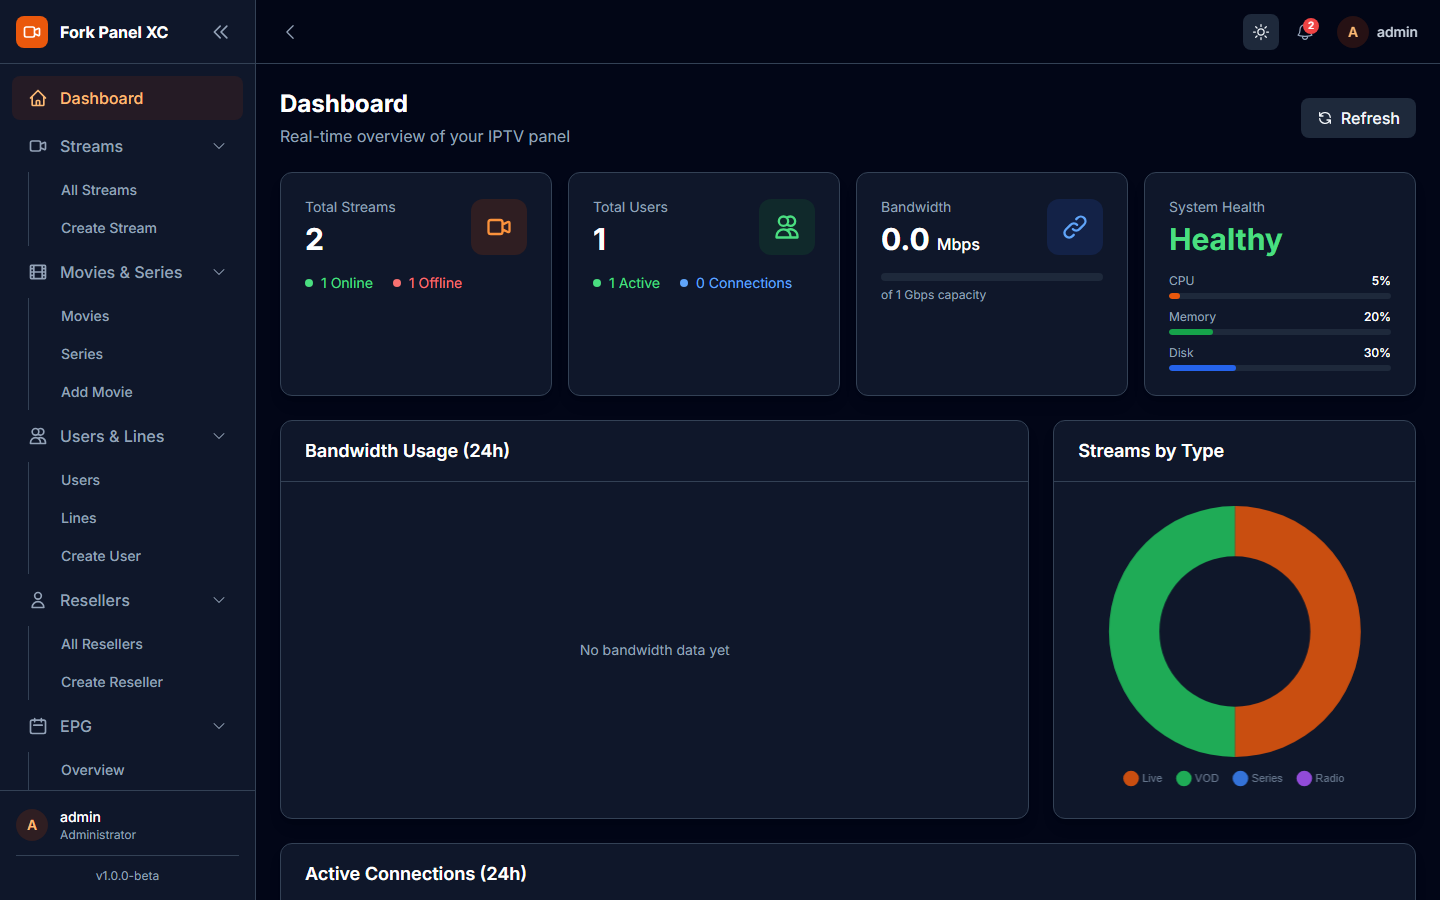 Fork Panel XC
Dashboard
Streams
All Streams
Create Stream
Movies & Series
Movies
Series
Add Movie
Users & Lines
Users
Lines
Create User
Resellers
All Resellers
Create Reseller
EPG
Overview
A
admin
Administrator
v1.0.0-beta
2
A
admin
Dashboard
Real-time overview of your IPTV panel
Refresh
Total Streams
2
1 Online
1 Offline
Total Users
1
1 Active
0 Connections
Bandwidth
0.0 Mbps
of 1 Gbps capacity
System Health
Healthy
CPU 5%
Memory 20%
Disk 30%
Bandwidth Usage (24h)
No bandwidth data yet
Streams by Type
Live VOD Series Radio
Active Connections (24h)